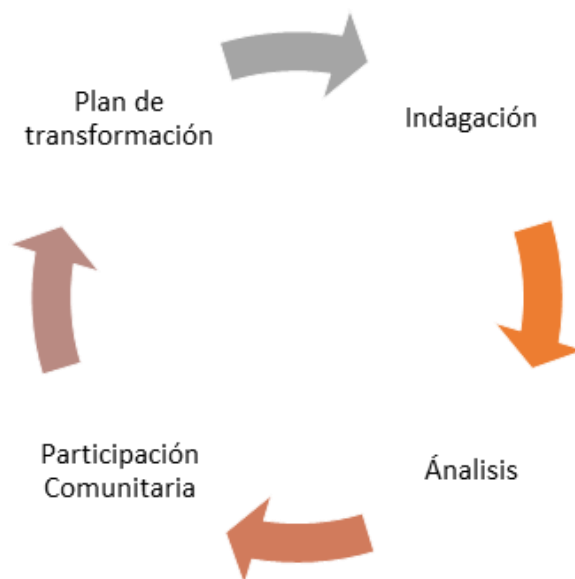 Plan de
transformación
Indagación
Ánalisis
Participación
Comunitaria